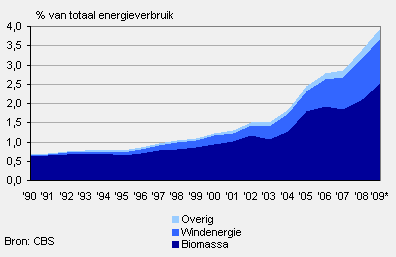 % van totaal energieverbruik
4,0
3,5
3,0
2,5
2,0
1,5
1,0
0,5
0,0
'90 '91 '92 '93 '94 '95 '96 '97 '98 '99 '00 '01 '02 '03 '04 '05 '06 '07 '08 '09*
Overig
Windenergie
Biomassa
Bron: CBS